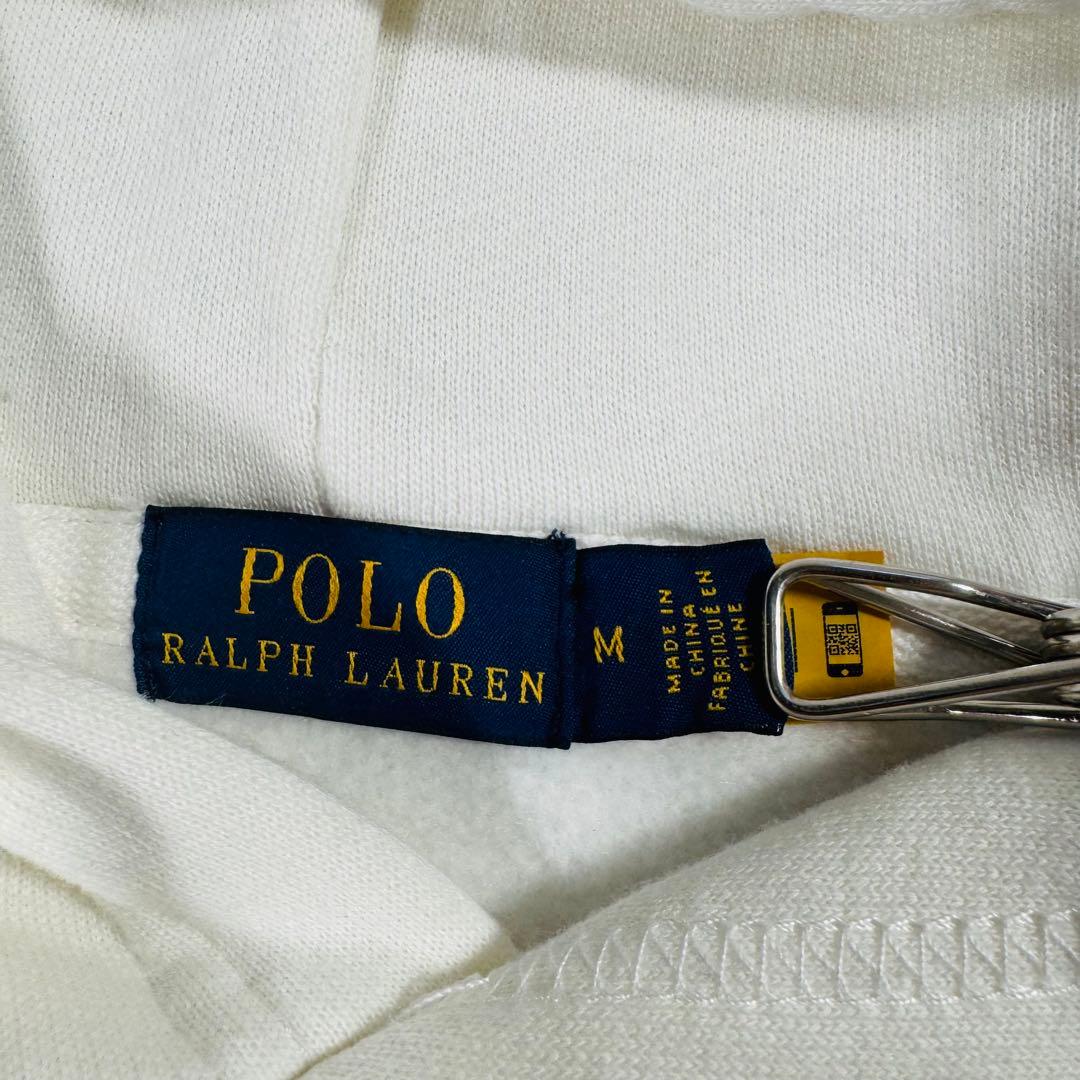 POLO
RALPH LAUREN
M
MADE IN
CHINA
FABRIQUÉ EN
CHINE